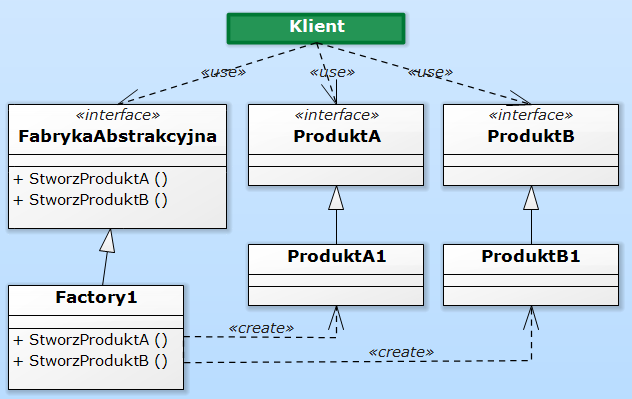 Klient
«use»
«use»
«use»
«interface»
FabrykaAbstrakcyjna
+ StworzProduktA ()
+ StworzProduktB ()
«interface»
ProduktA
«interface»
ProduktB
ProduktA1
ProduktB1
Factory1
+ StworzProduktA ()
+ StworzProduktB ()
«create»
«create»